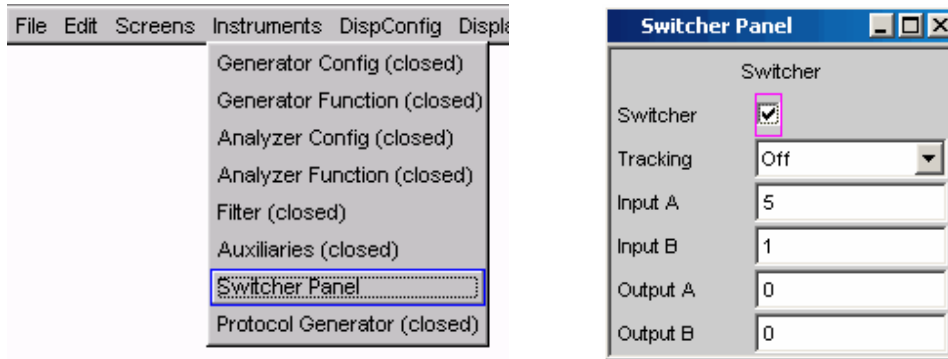 File Edit Screens Instruments DispConfig
Generator Config (closed)
Generator Function (closed)
Analyzer Config (closed)
Analyzer Function (closed)
Filter (closed)
Auxiliaries (closed)
Switcher Panel
Protocol Generator (closed)
Switcher Panel
Switcher
Switcher
Tracking Off
Input A 5
Input B 1
Output A 0
Output B 0